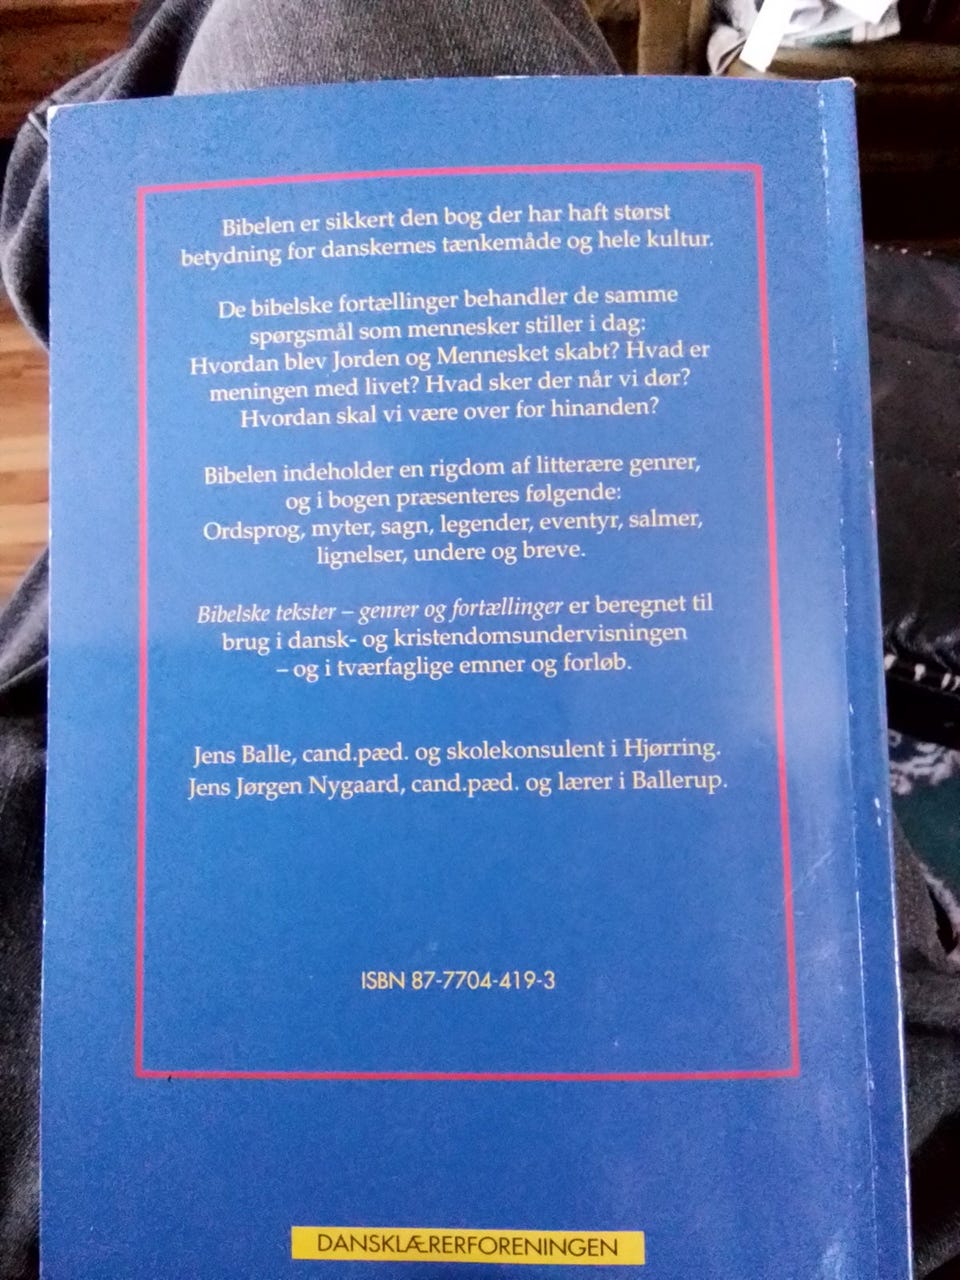 Bibelen er sikkert den bog der har haft størst
betydning for danskernes tænkemåde og hele kultur.
De bibelske fortællinger behandler de samme
spørgsmål som mennesker stiller i dag:
Hvordan blev Jorden og Mennesket skabt? Hvad er
meningen med livet? Hvad sker der når vi dør?
Hvordan skal vi være over for hinanden?
Bibelen indeholder en rigdom af litterære genrer,
og i bogen præsenteres følgende:
Ordsprog, myter, sagn, legender, eventyr, salmer,
lignelser, undere og breve.
Bibelske tekster – genrer og fortællinger er beregnet til
brug i dansk- og kristendomsundervisningen
– og i tværfaglige emner og forløb.
Jens Balle, cand.pæd. og skolekonsulent i Hjørring.
Jens Jørgen Nygaard, cand.pæd. og lærer i Ballerup.
ISBN 87-7704-419-3
DANSKLÆRERFORENINGEN